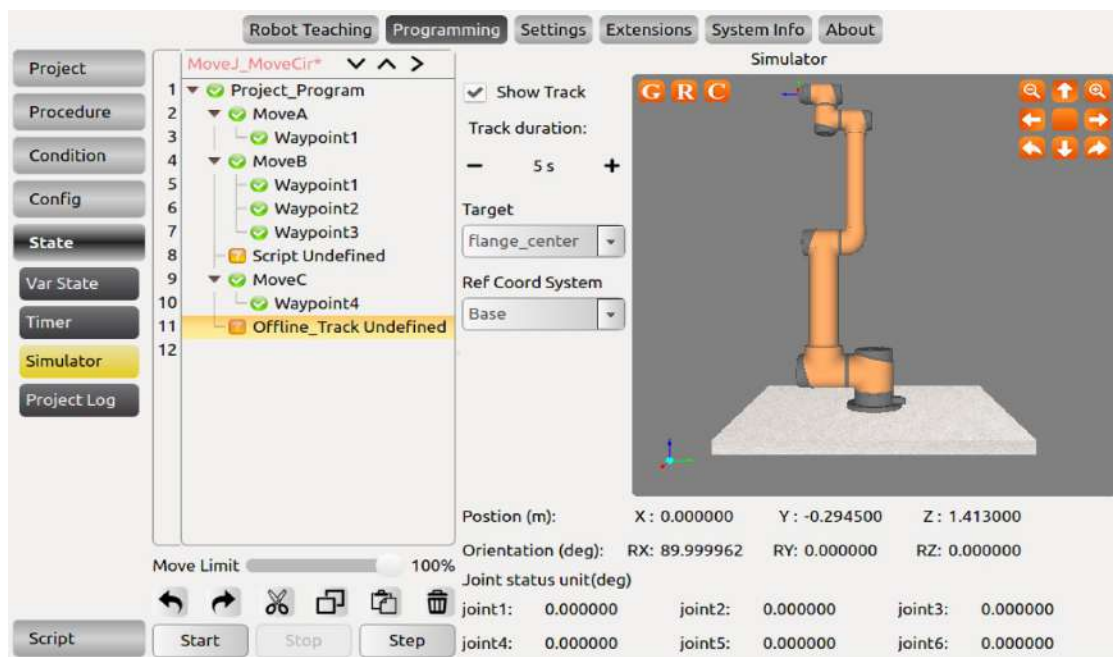 Robot Teaching Programming Settings Extensions System Info About
Project
Procedure
Condition
Config
State
Var State
Timer
Simulator
Project Log
Script
MoveJ_MoveCir*
1 Project_Program
2 MoveA
3 Waypoint1
4 MoveB
5 Waypoint1
6 Waypoint2
7 Waypoint3
8 Script Undefined
9 MoveC
10 Waypoint4
11 Offline_Track Undefined
12
Move Limit 100%
Start Stop Step
Show Track
Track duration:
− 5 s +
Target
flange_center
Ref Coord System
Base
Simulator
G R C
Postion (m): X : 0.000000 Y : -0.294500 Z : 1.413000
Orientation (deg): RX: 89.999962 RY: 0.000000 RZ: 0.000000
Joint status unit(deg)
joint1: 0.000000 joint2: 0.000000 joint3: 0.000000
joint4: 0.000000 joint5: 0.000000 joint6: 0.000000